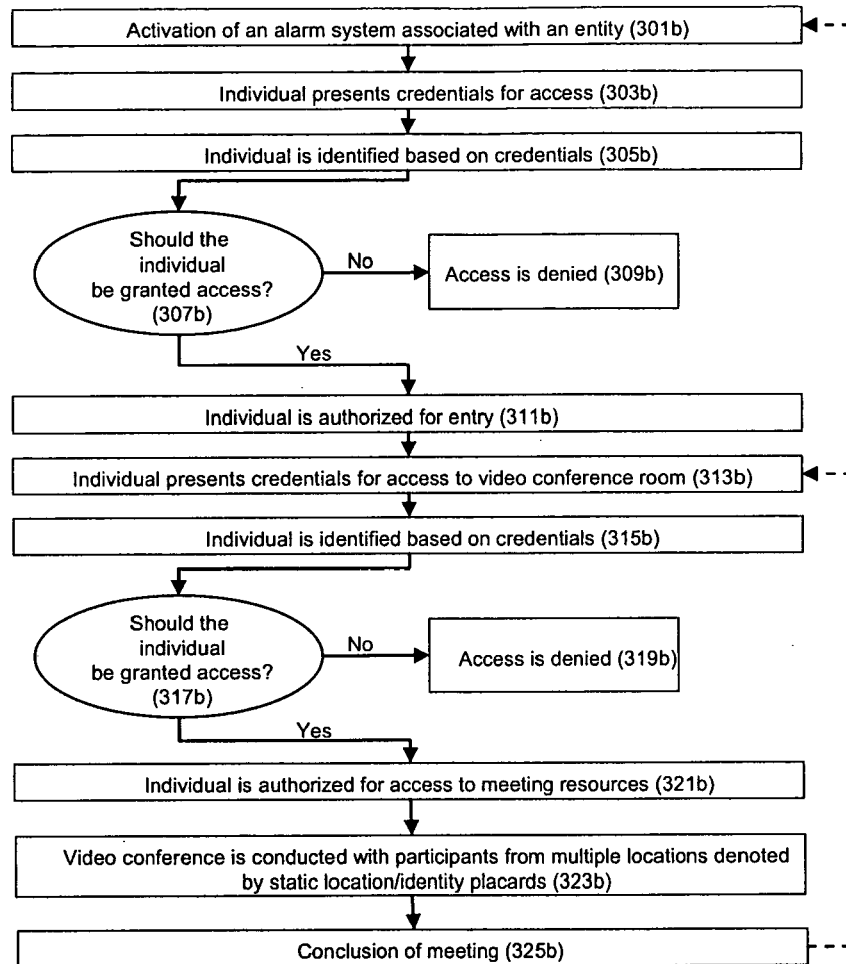 Activation of an alarm system associated with an entity (301b)
Individual presents credentials for access (303b)
Individual is identified based on credentials (305b)
Should the
individual
be granted access?
(307b)
No
Access is denied (309b)
Yes
Individual is authorized for entry (311b)
Individual presents credentials for access to video conference room (313b)
Individual is identified based on credentials (315b)
Should the
individual
be granted access?
(317b)
No
Access is denied (319b)
Yes
Individual is authorized for access to meeting resources (321b)
Video conference is conducted with participants from multiple locations denoted
by static location/identity placards (323b)
Conclusion of meeting (325b)